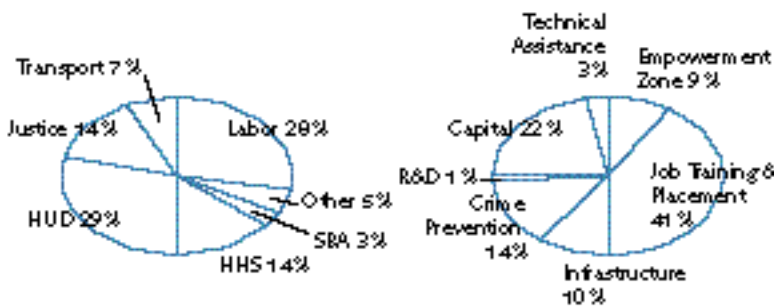 Transport 7%
Justice 14%
Labor 28%
Other 5%
SBA 3%
HUD 29%
HHS 14%
Technical
Assistance
3%
Empowerment
Zone 9%
Capital 22%
R&D 1%
Job Training &
Placement
41%
Crime
Prevention
14%
Infrastructure
10%